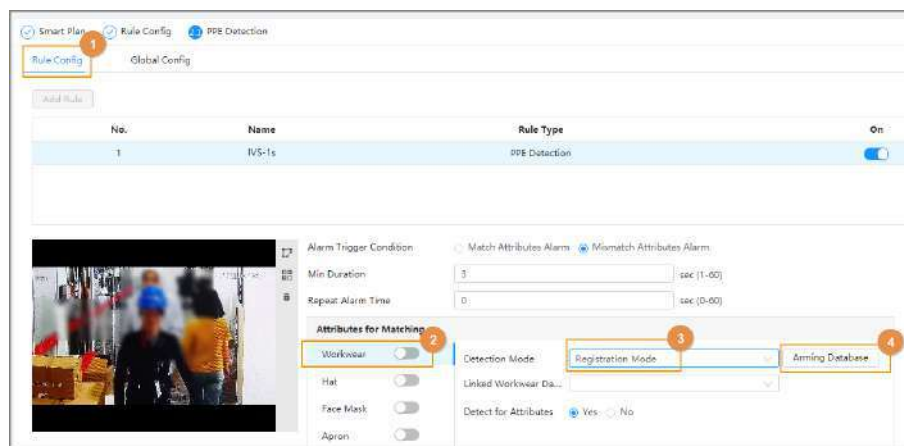 Smart Plan Rule Config 2.1 PPE Detection
1
Rule Config Global Config
Add Rule
No. Name Rule Type On
1 IVS-1s PPE Detection
Alarm Trigger Condition Match Attributes Alarm Mismatch Attributes Alarm
Min Duration 3 sec (1-60)
Repeat Alarm Time 0 sec (0-60)
Attributes for Matching
2 3 4
Workwear Detection Mode Registration Mode Arming Database
Hat Linked Workwear Da...
Face Mask Detect for Attributes Yes No
Apron